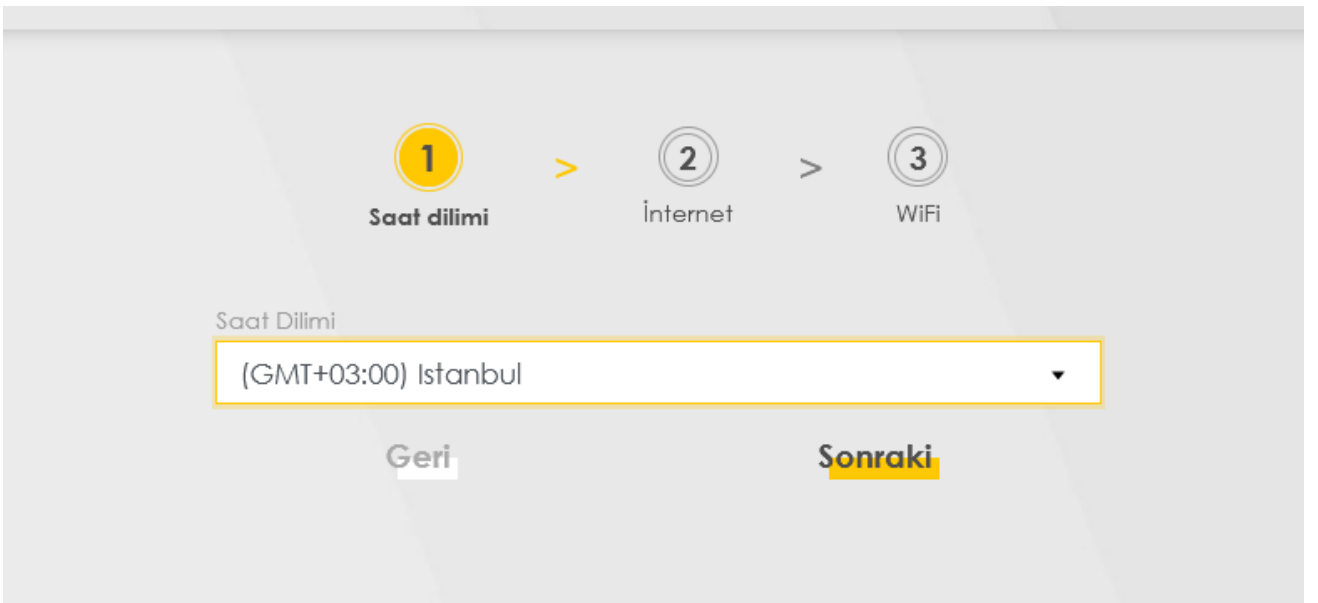 1 > 2 > 3
Saat dilimi İnternet WiFi
Saat Dilimi
(GMT+03:00) Istanbul
Geri Sonraki